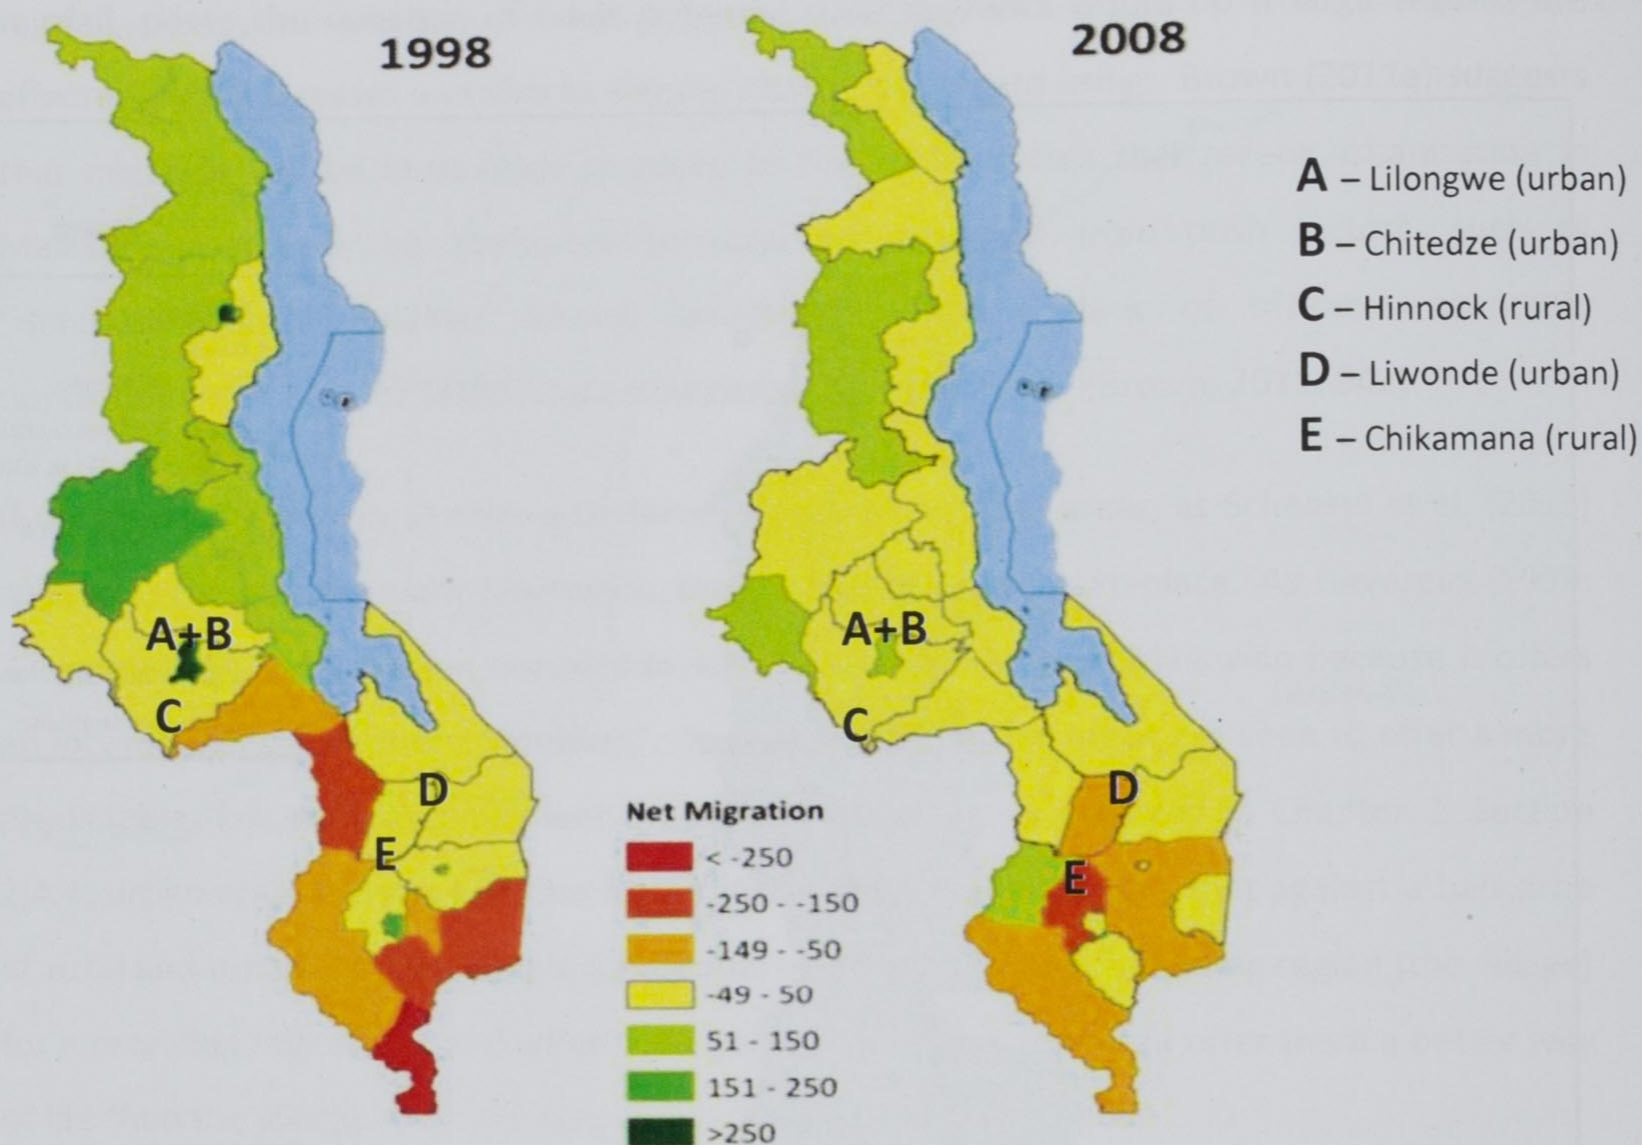 1998
2008
A – Lilongwe (urban)
B – Chitedze (urban)
C – Hinnock (rural)
D – Liwonde (urban)
E – Chikamana (rural)
A+B
C
D
E
A+B
C
D
E
Net Migration
< -250
-250 - -150
-149 - -50
-49 - 50
51 - 150
151 - 250
>250